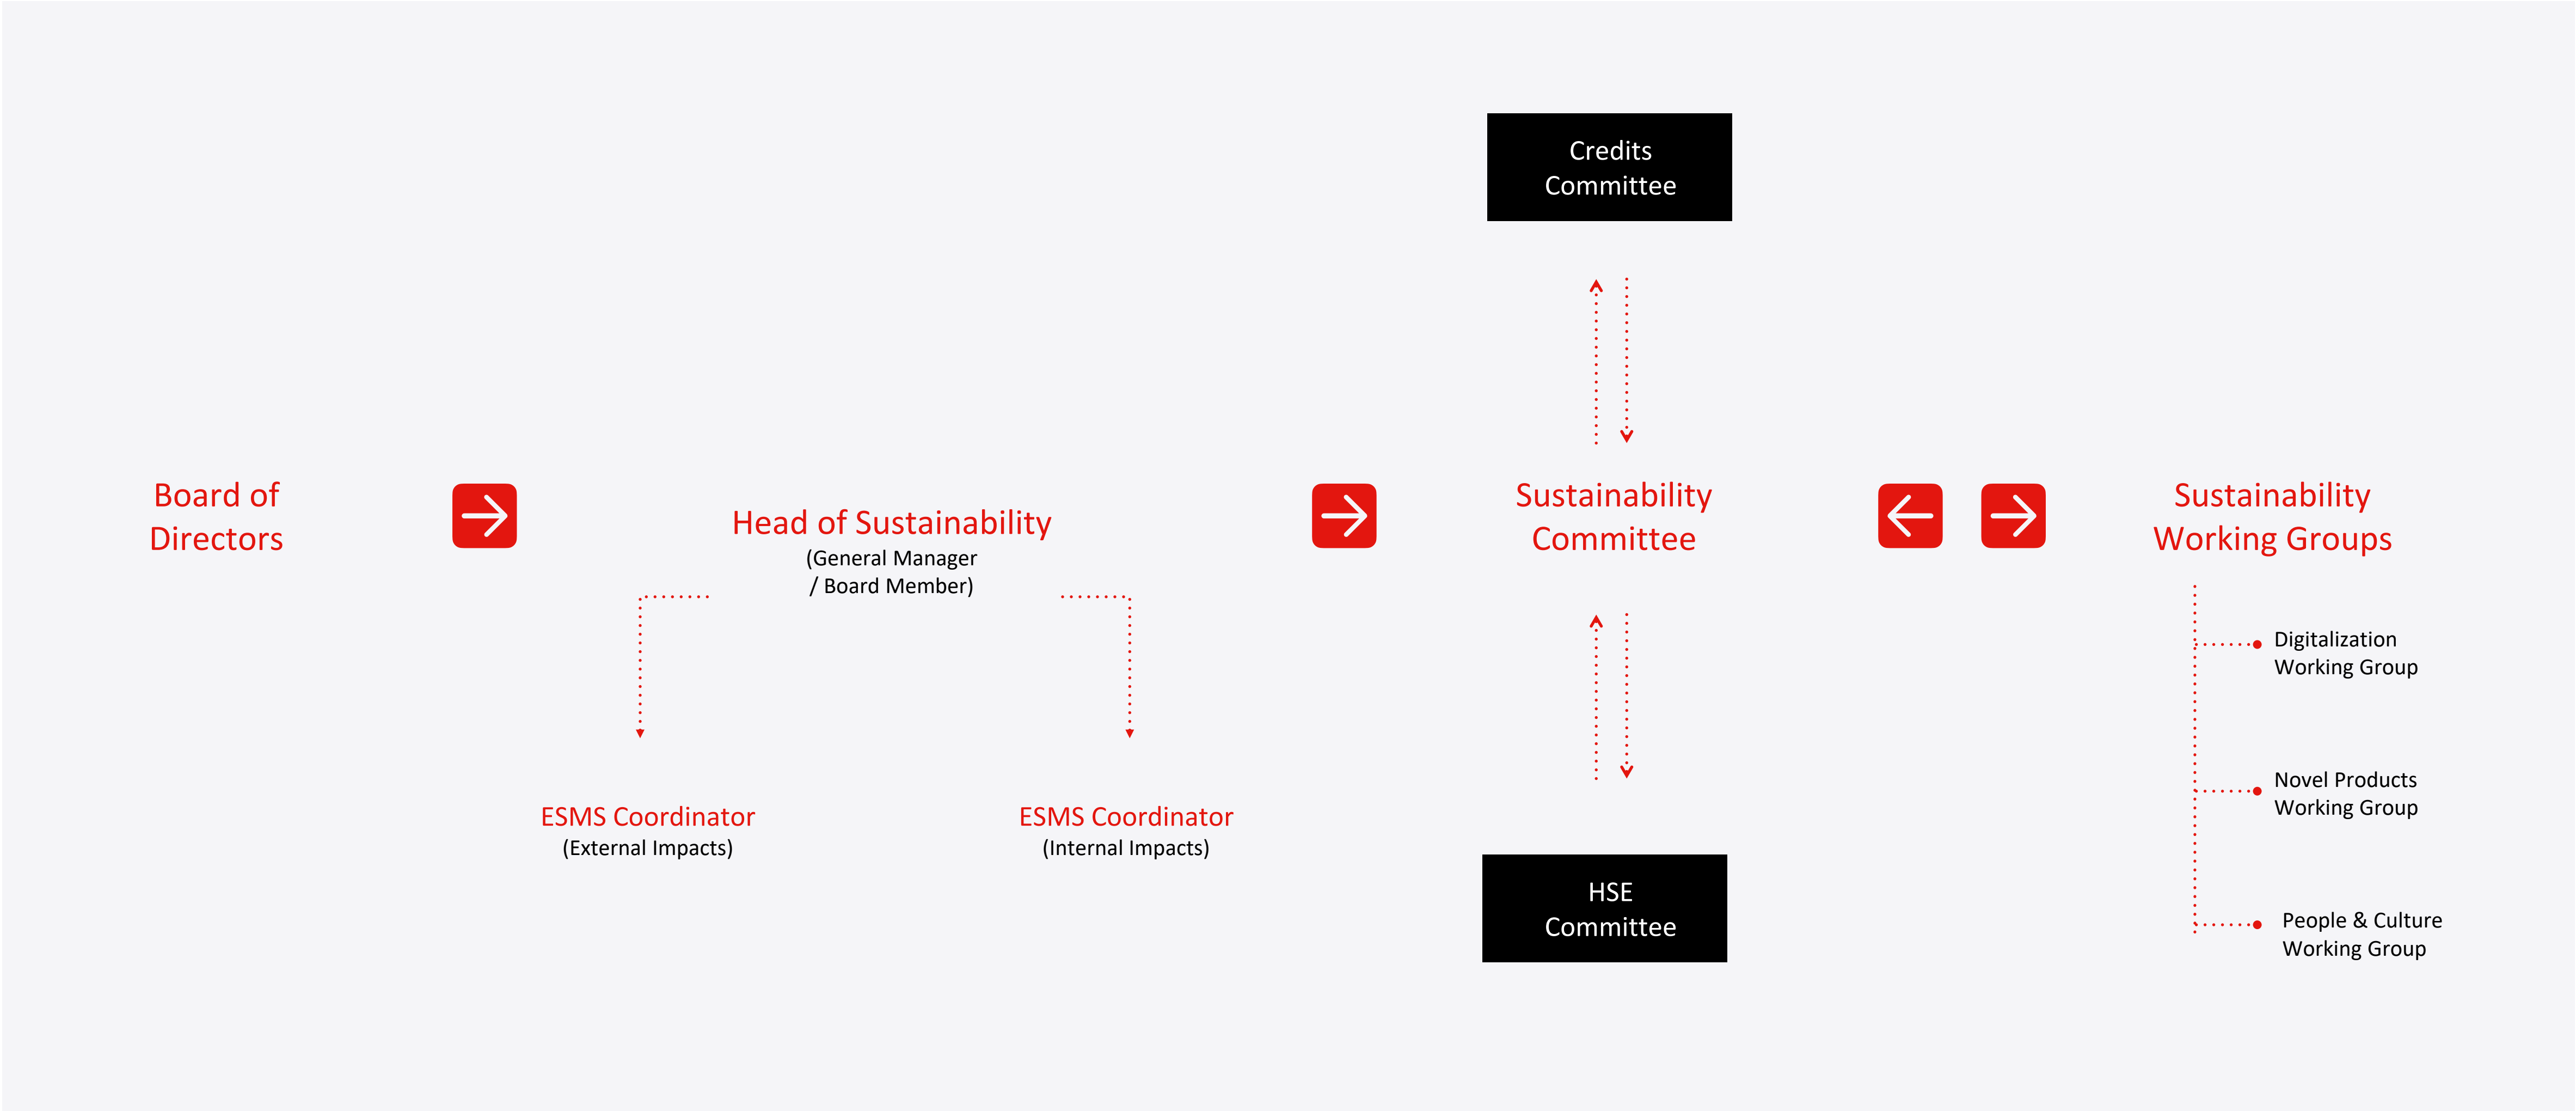 Board of
Directors
Head of Sustainability
(General Manager
/ Board Member)
ESMS Coordinator
(External Impacts)
ESMS Coordinator
(Internal Impacts)
Credits
Committee
Sustainability
Committee
HSE
Committee
Sustainability
Working Groups
Digitalization
Working Group
Novel Products
Working Group
People & Culture
Working Group